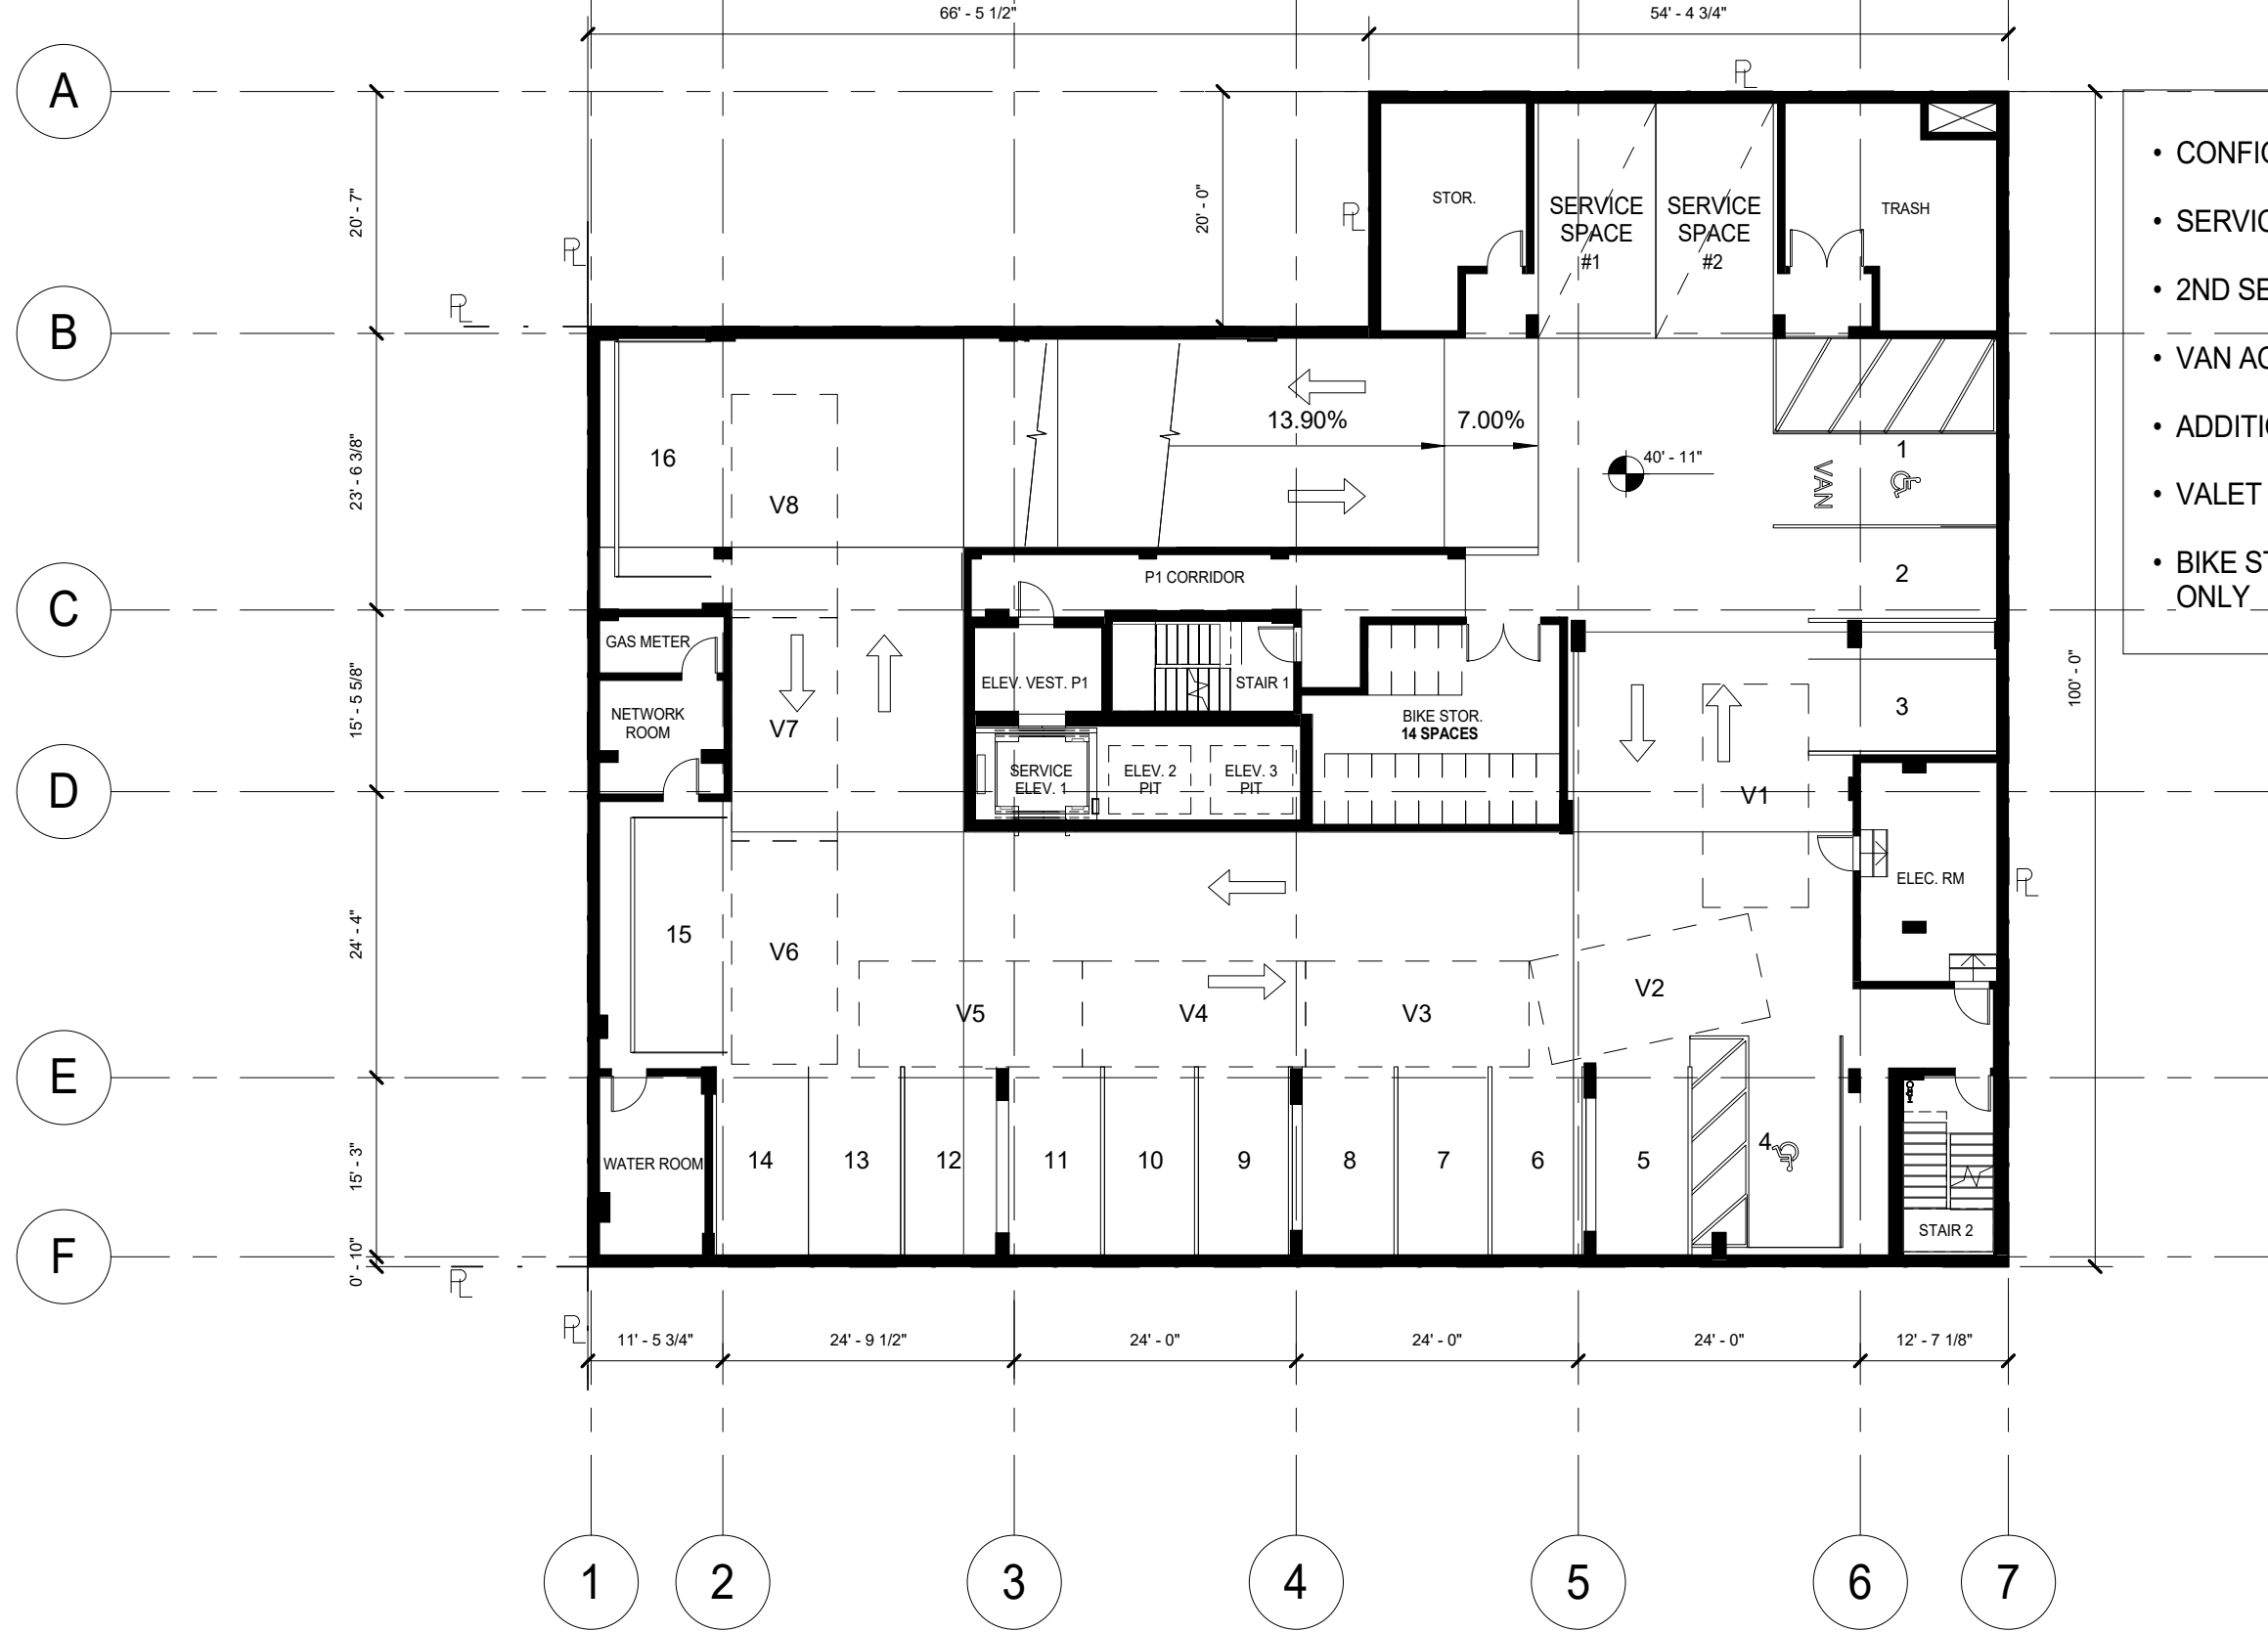 66' - 5 1/2"
54' - 4 3/4"
A
PL
20' - 7"
20' - 0"
PL
STOR.
SERVICE
SPACE
#1
SERVICE
SPACE
#2
TRASH
• CONFIG
• SERVIC
• 2ND SE
• VAN AC
• ADDITIO
• VALET
• BIKE ST
ONLY
PL
PL
B
23' - 6 3/8"
16
V8
13.90%
7.00%
40' - 11"
1
VAN
2
P1 CORRIDOR
C
15' - 5 5/8"
GAS METER
NETWORK
ROOM
V7
ELEV. VEST. P1
STAIR 1
BIKE STOR.
14 SPACES
3
100' - 0"
SERVICE
ELEV. 1
ELEV. 2
PIT
ELEV. 3
PIT
V1
D
24' - 4"
15
V6
V5
V4
V3
V2
ELEC. RM
PL
E
15' - 3"
WATER ROOM
14
13
12
11
10
9
8
7
6
5
4
STAIR 2
F
0' - 10"
PL
PL
11' - 5 3/4"
24' - 9 1/2"
24' - 0"
24' - 0"
24' - 0"
12' - 7 1/8"
1
2
3
4
5
6
7